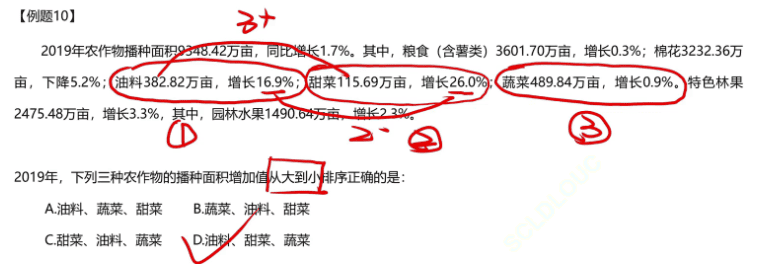 【例题10】
3+
2019年农作物播种面积9348.42万亩，同比增长1.7%。其中，粮食（含薯类）3601.70万亩，增长0.3%；棉花3232.36万
亩，下降5.2%；油料382.82万亩，增长16.9%；甜菜115.69万亩，增长26.0%；蔬菜489.84万亩，增长0.9%。特色林果
2475.48万亩，增长3.3%，其中，园林水果1490.64万亩，增长2.3%。
① 2- ② ③
2019年，下列三种农作物的播种面积增加值从大到小排序正确的是：
A.油料、蔬菜、甜菜 B.蔬菜、油料、甜菜
C.甜菜、油料、蔬菜 D.油料、甜菜、蔬菜